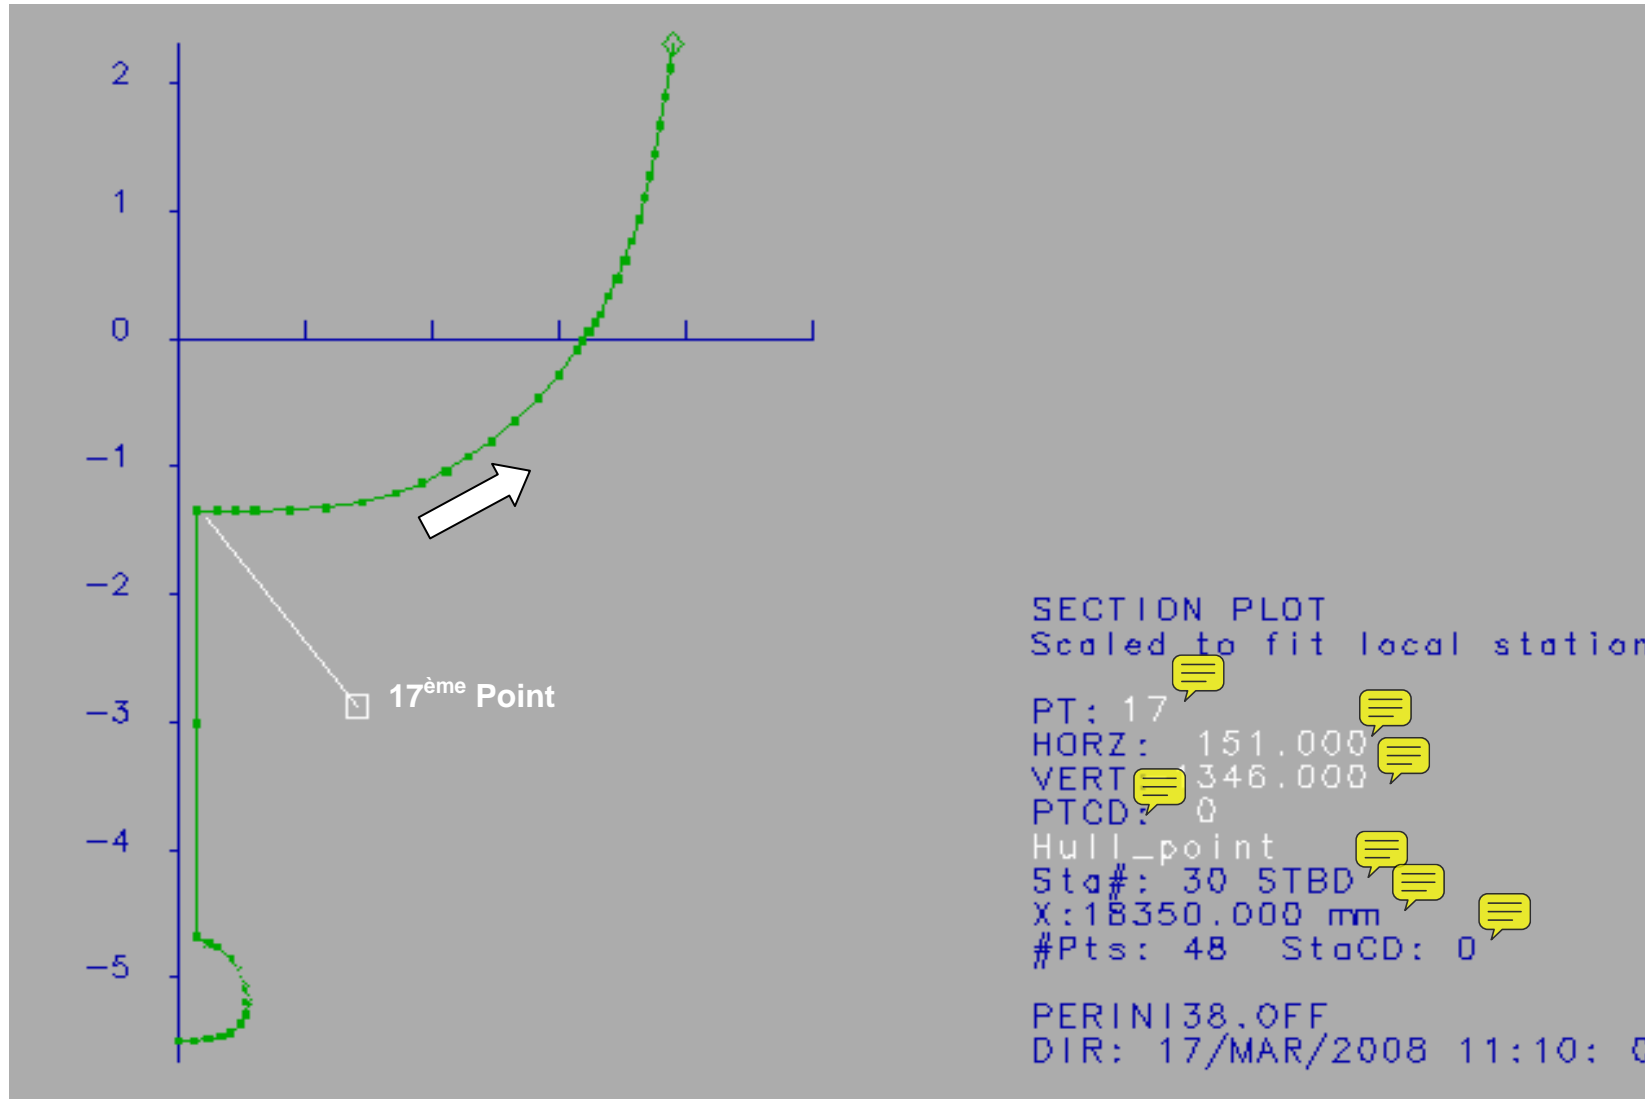 2
1
0
-1
-2
-3
-4
-5
17ème Point
SECTION PLOT
Scaled to fit local station
PT: 17
HORZ: 151.000
VERT 1346.000
PTCD: 0
Hull_point
Sta#: 30 STBD
X:18350.000 mm
#Pts: 48 StaCD: 0
PERINI38.OFF
DIR: 17/MAR/2008 11:10: